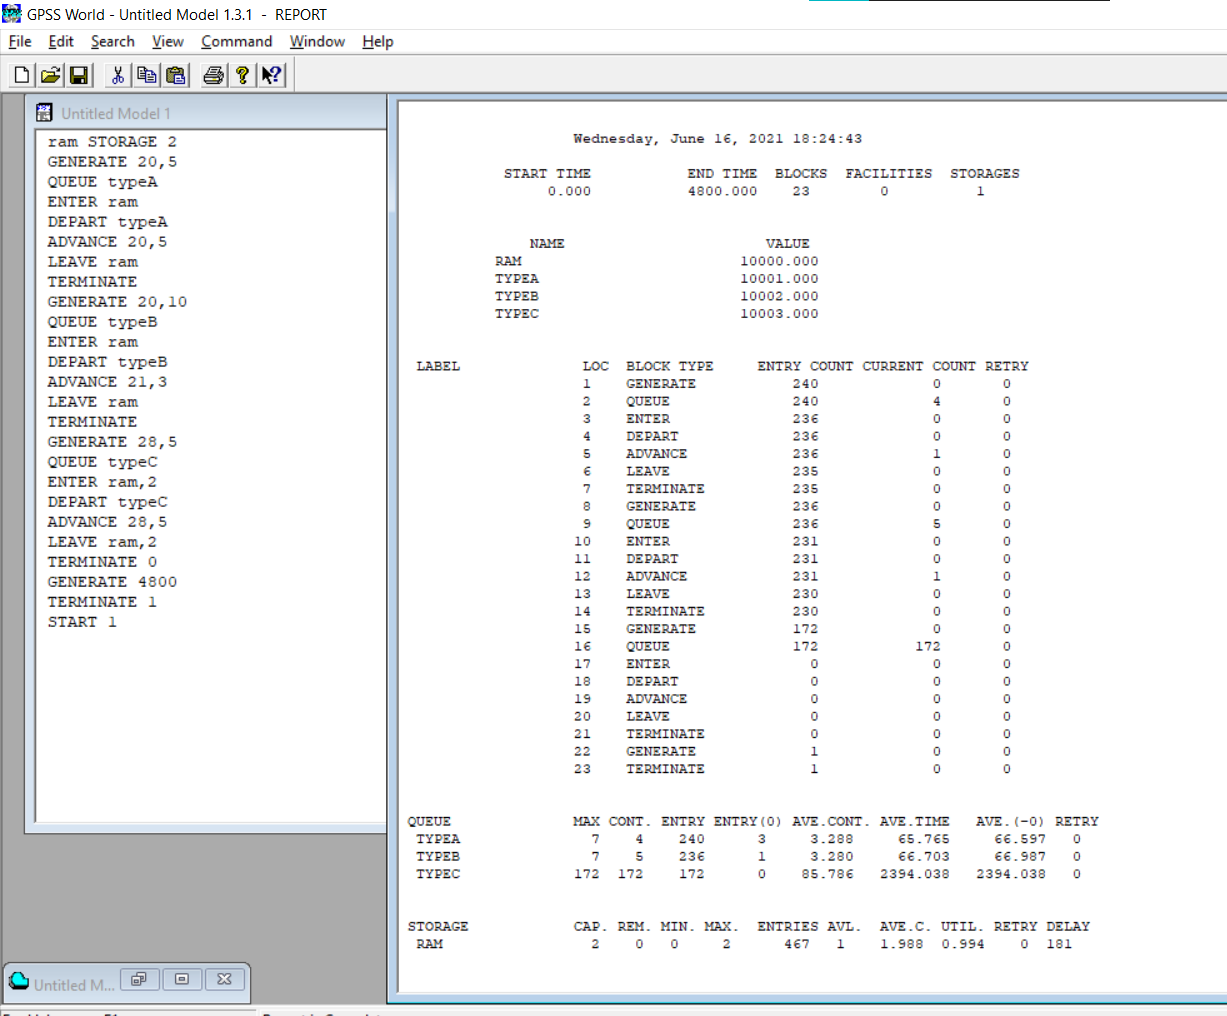 GPSS World - Untitled Model 1.3.1 - REPORT
File Edit Search View Command Window Help
Untitled Model 1
ram STORAGE 2
GENERATE 20,5
QUEUE typeA
ENTER ram
DEPART typeA
ADVANCE 20,5
LEAVE ram
TERMINATE
GENERATE 20,10
QUEUE typeB
ENTER ram
DEPART typeB
ADVANCE 21,3
LEAVE ram
TERMINATE
GENERATE 28,5
QUEUE typeC
ENTER ram,2
DEPART typeC
ADVANCE 28,5
LEAVE ram,2
TERMINATE 0
GENERATE 4800
TERMINATE 1
START 1
Untitled M...
Wednesday, June 16, 2021 18:24:43
START TIME END TIME BLOCKS FACILITIES STORAGES
0.000 4800.000 23 0 1
NAME VALUE
RAM 10000.000
TYPEA 10001.000
TYPEB 10002.000
TYPEC 10003.000
LABEL LOC BLOCK TYPE ENTRY COUNT CURRENT COUNT RETRY
1 GENERATE 240 0 0
2 QUEUE 240 4 0
3 ENTER 236 0 0
4 DEPART 236 0 0
5 ADVANCE 236 1 0
6 LEAVE 235 0 0
7 TERMINATE 235 0 0
8 GENERATE 236 0 0
9 QUEUE 236 5 0
10 ENTER 231 0 0
11 DEPART 231 0 0
12 ADVANCE 231 1 0
13 LEAVE 230 0 0
14 TERMINATE 230 0 0
15 GENERATE 172 0 0
16 QUEUE 172 172 0
17 ENTER 0 0 0
18 DEPART 0 0 0
19 ADVANCE 0 0 0
20 LEAVE 0 0 0
21 TERMINATE 0 0 0
22 GENERATE 1 0 0
23 TERMINATE 1 0 0
QUEUE MAX CONT. ENTRY ENTRY(0) AVE.CONT. AVE.TIME AVE.(-0) RETRY
TYPEA 7 4 240 3 3.288 65.765 66.597 0
TYPEB 7 5 236 1 3.280 66.703 66.987 0
TYPEC 172 172 172 0 85.786 2394.038 2394.038 0
STORAGE CAP. REM. MIN. MAX. ENTRIES AVL. AVE.C. UTIL. RETRY DELAY
RAM 2 0 0 2 467 1 1.988 0.994 0 181